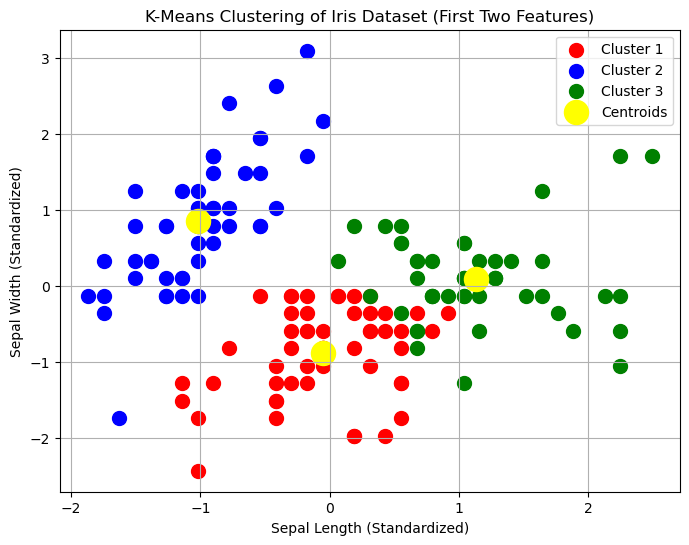 K-Means Clustering of Iris Dataset (First Two Features)
Cluster 1
Cluster 2
Cluster 3
Centroids
Sepal Width (Standardized)
3
2
1
0
−1
−2
−2
−1
0
1
2
Sepal Length (Standardized)